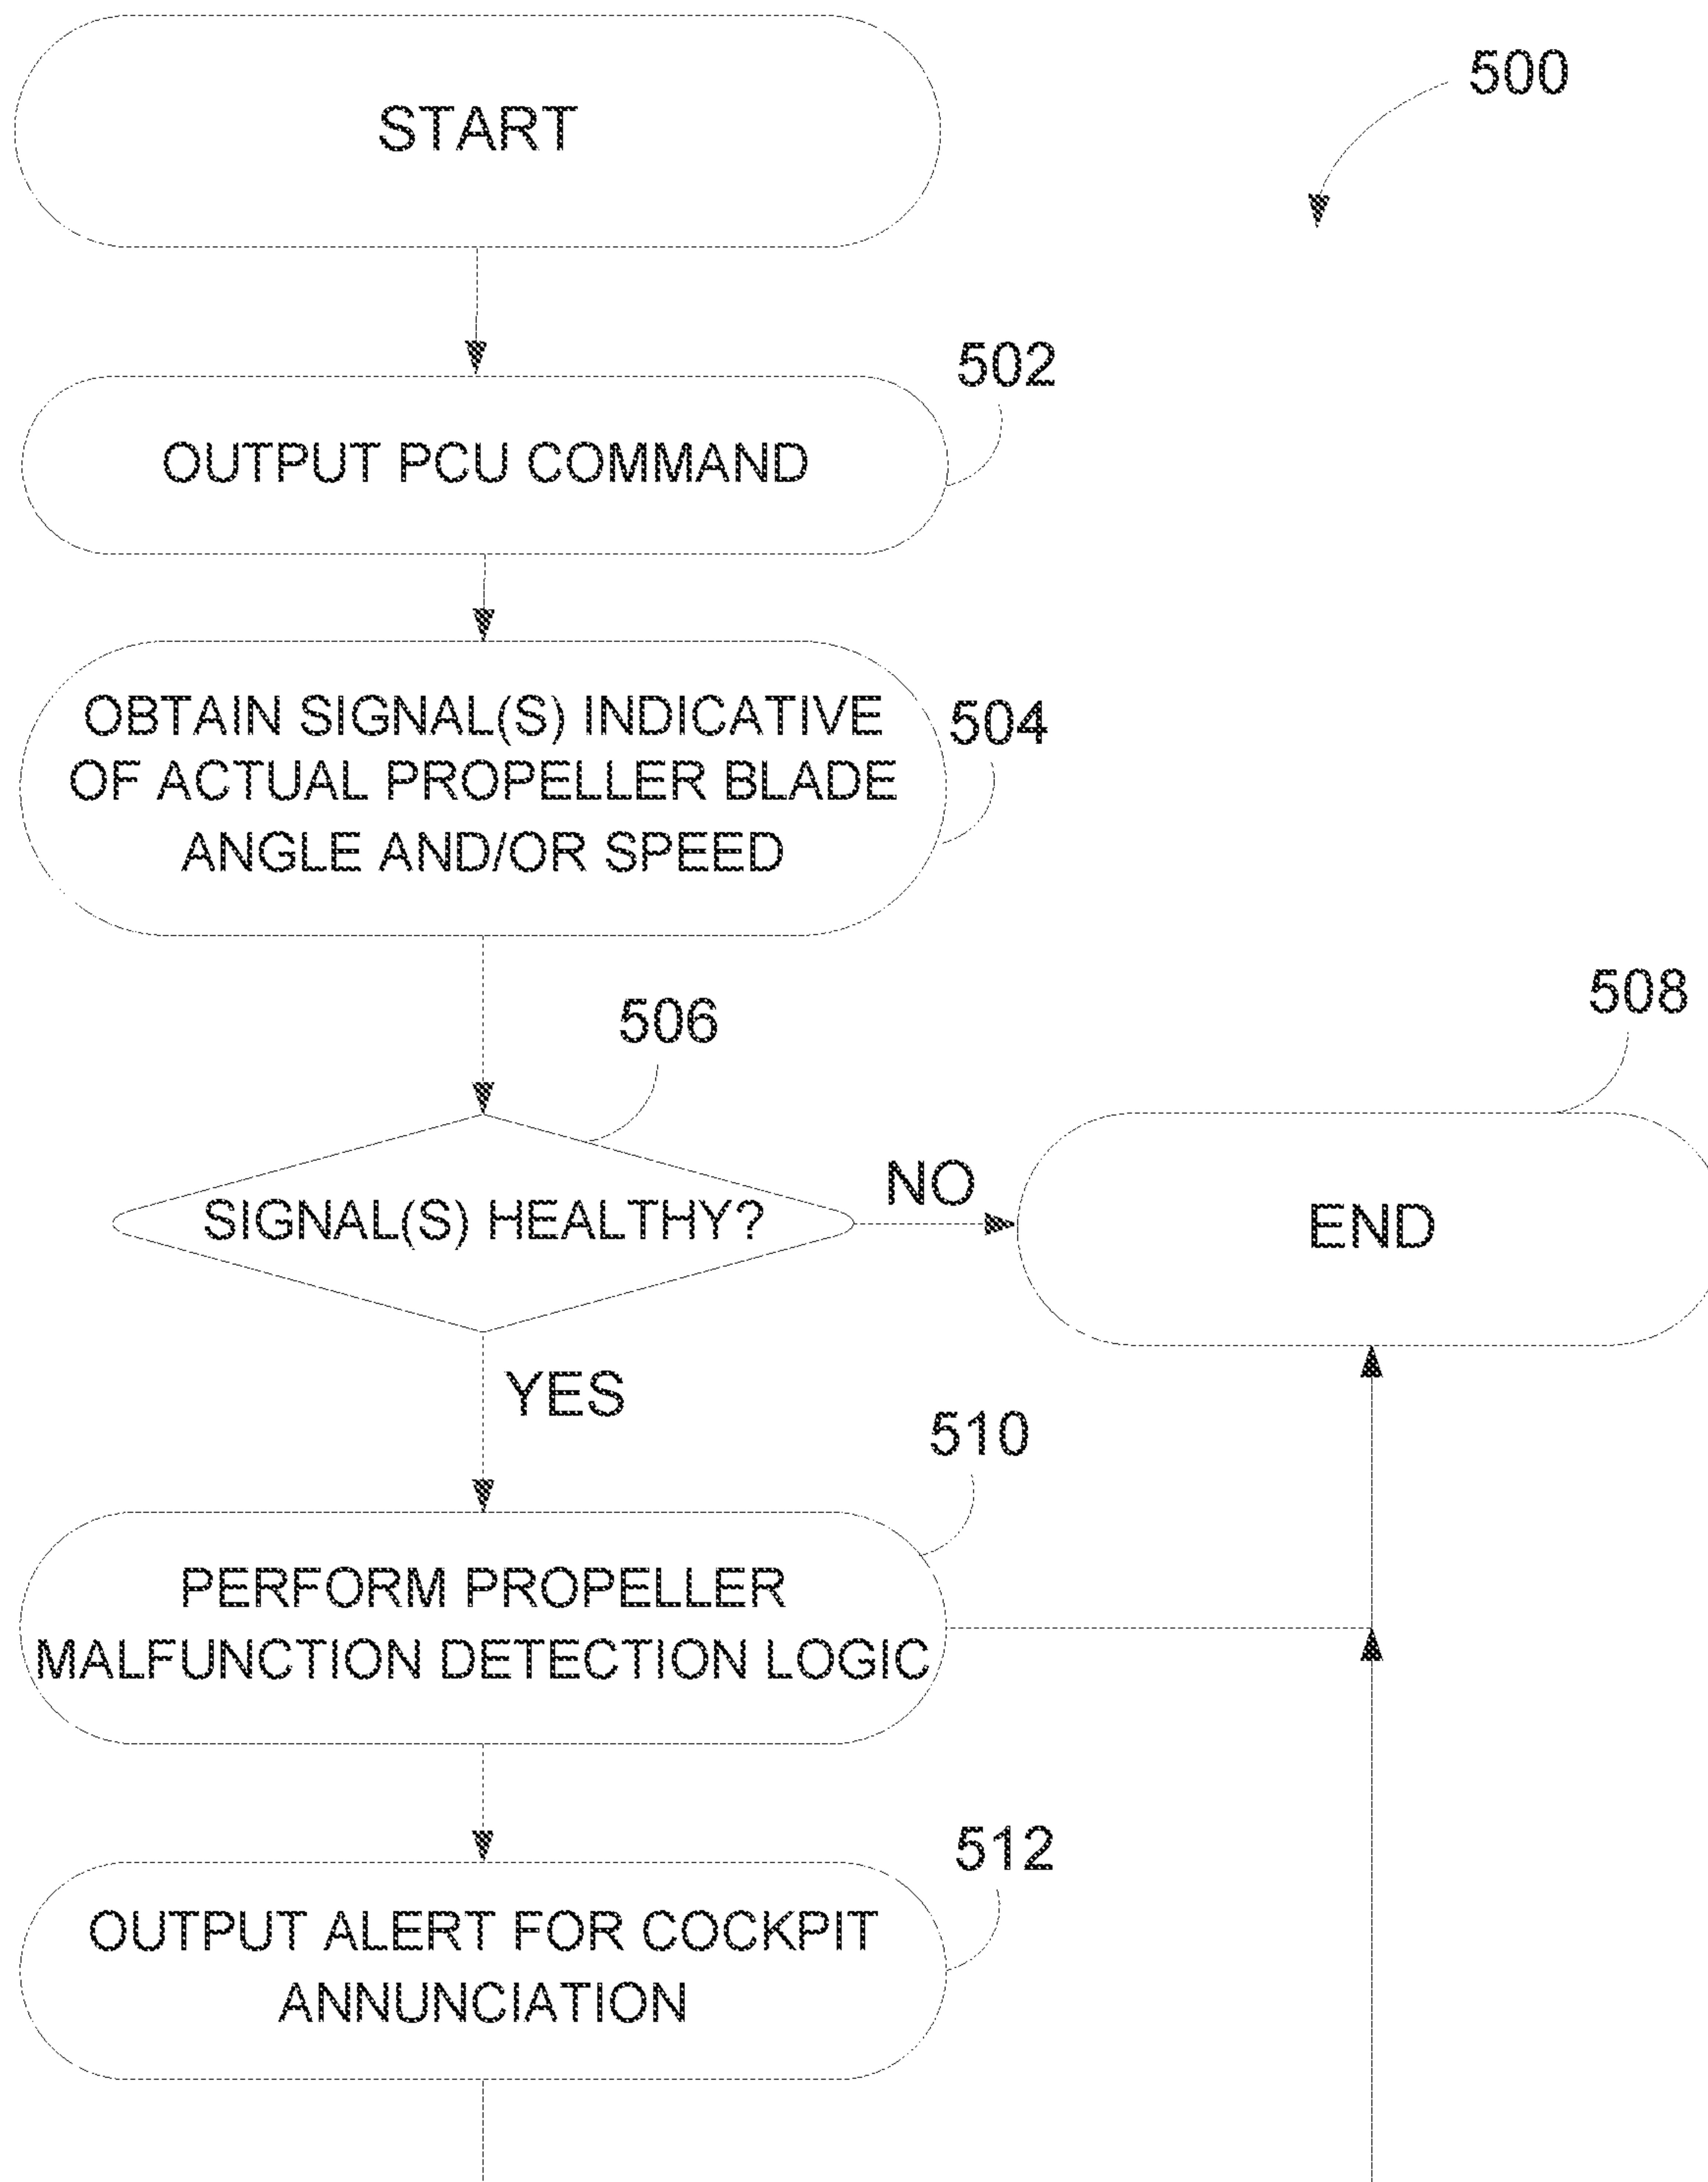 START
500
502
OUTPUT PCU COMMAND
OBTAIN SIGNAL(S) INDICATIVE
OF ACTUAL PROPELLER BLADE
ANGLE AND/OR SPEED
504
506
508
SIGNAL(S) HEALTHY?
NO
END
YES
510
PERFORM PROPELLER
MALFUNCTION DETECTION LOGIC
512
OUTPUT ALERT FOR COCKPIT
ANNUNCIATION